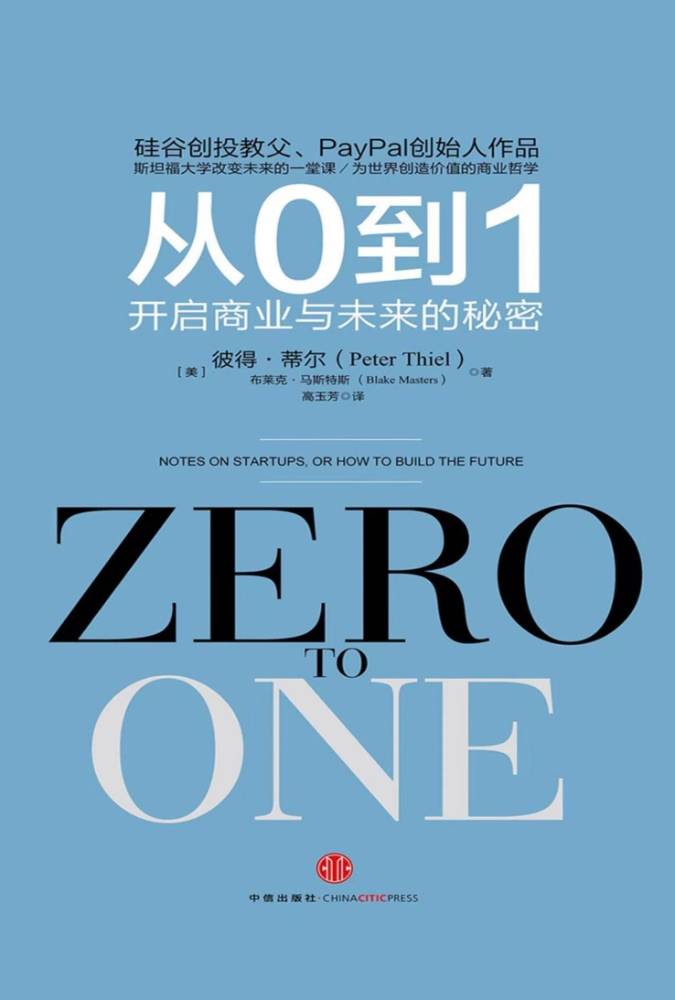 硅谷创投教父、PayPal创始人作品
斯坦福大学改变未来的一堂课/为世界创造价值的商业哲学
从0到1
开启商业与未来的秘密
[美] 彼得·蒂尔（Peter Thiel）
布莱克·马斯特斯（Blake Masters） ◎著
高玉芳◎译
NOTES ON STARTUPS, OR HOW TO BUILD THE FUTURE
ZERO
TO
ONE
中信出版社·CHINACITICPRESS